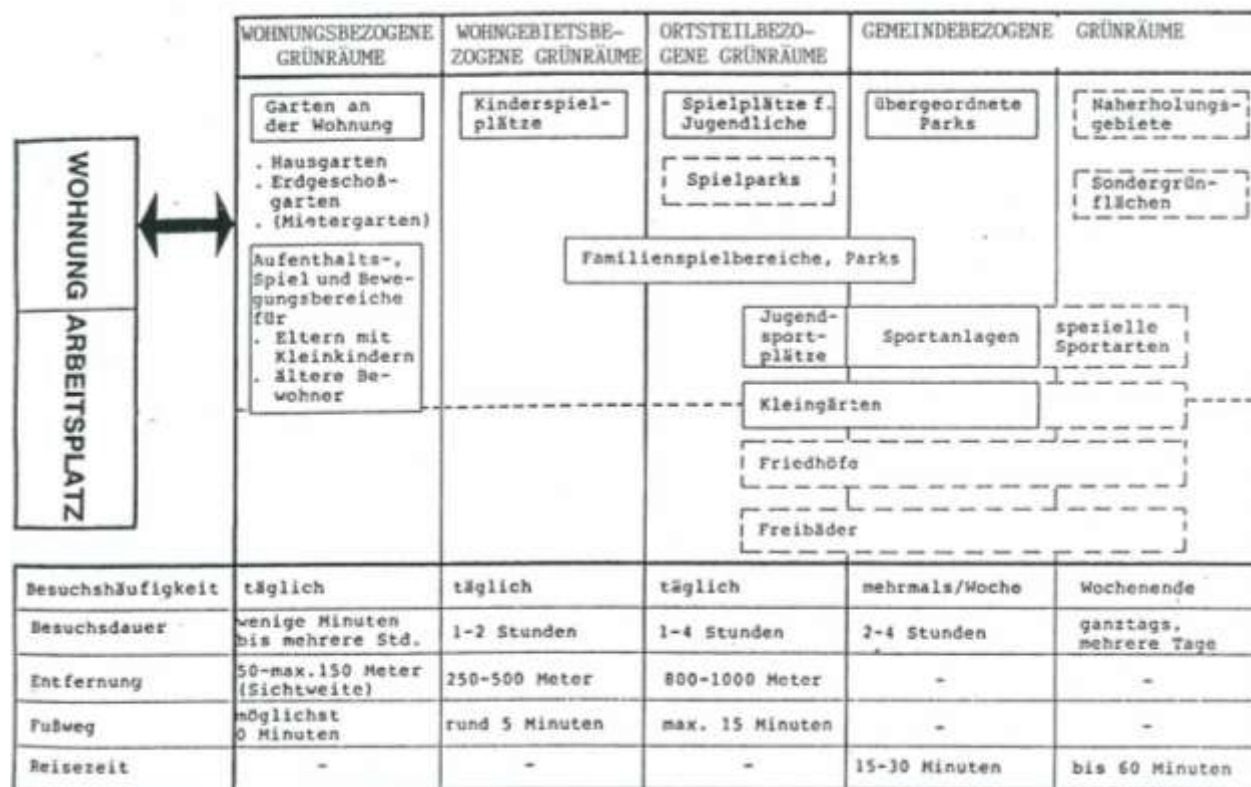 WOHNUNGSBEZOGENE
GRÜNRÄUME
WOHNGEBIETSBE-
ZOGENE GRÜNRÄUME
ORTSTEILBEZO-
GENE GRÜNRÄUME
GEMEINDEBEZOGENE GRÜNRÄUME
WOHNUNG ARBEITSPLATZ
Garten an
der Wohnung
. Hausgarten
. Erdgeschoß-
garten
. (Mietergarten)
Aufenthalts-,
Spiel und Bewe-
gungsbereiche
für
. Eltern mit
Kleinkindern
. ältere Be-
wohner
Kinderspiel-
plätze
Spielplätze f.
Jugendliche
Spielparks
übergeordnete
Parks
Naherholungs-
gebiete
Sondergrün-
flächen
Familienspielbereiche, Parks
Jugend-
sport-
plätze
Sportanlagen
spezielle
Sportarten
Kleingärten
Friedhöfe
Freibäder
Besuchshäufigkeit täglich täglich täglich mehrmals/Woche Wochenende
Besuchsdauer wenige Minuten bis mehrere Std. 1-2 Stunden 1-4 Stunden 2-4 Stunden ganztags, mehrere Tage
Entfernung 50-max.150 Meter (Sichtweite) 250-500 Meter 800-1000 Meter - -
Fußweg möglichst 0 Minuten rund 5 Minuten max. 15 Minuten - -
Reisezeit - - - 15-30 Minuten bis 60 Minuten